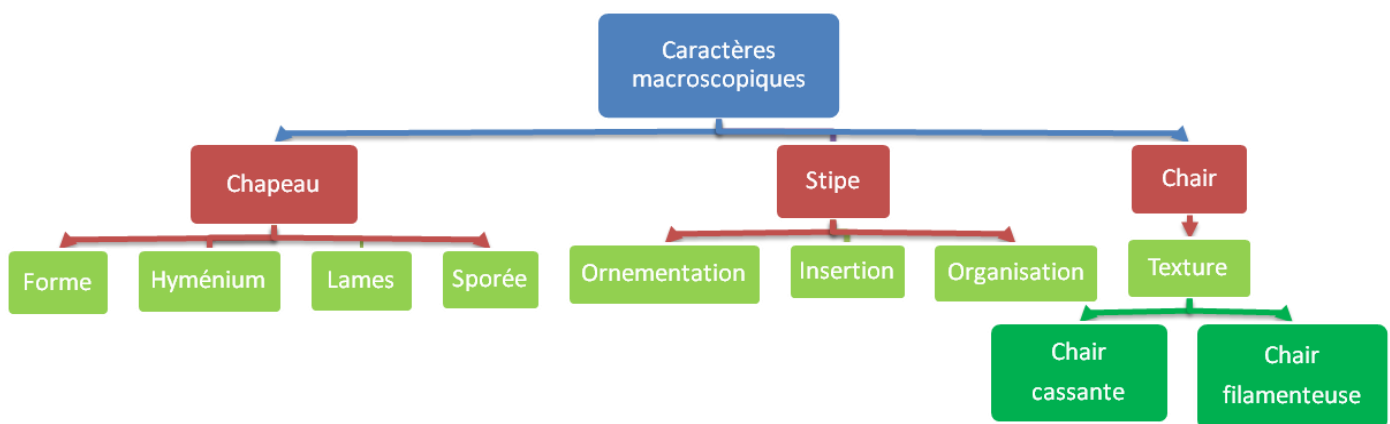 Caractères
macroscopiques
Chapeau
Stipe
Chair
Forme
Hyménium
Lames
Sporée
Ornementation
Insertion
Organisation
Texture
Chair
cassante
Chair
filamenteuse